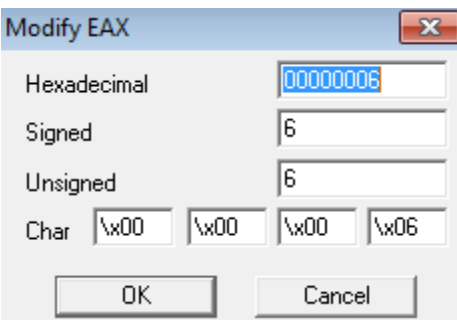 Modify EAX
Hexadecimal 00000006
Signed 6
Unsigned 6
Char \x00 \x00 \x00 \x06
OK Cancel